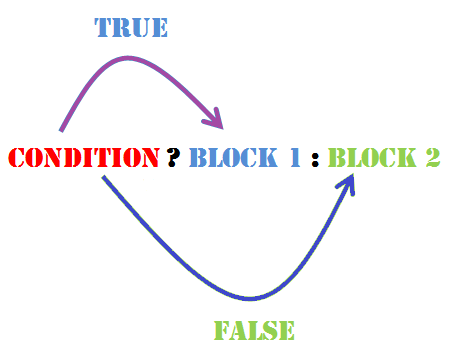 TRUE
CONDITION ? BLOCK 1 : BLOCK 2
FALSE